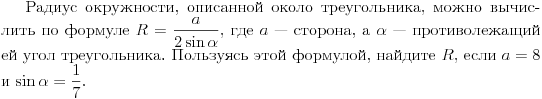 Радиус окружности, описанной около треугольника, можно вычис-
лить по формуле R = a / (2 sin α), где a — сторона, а α — противолежащий
ей угол треугольника. Пользуясь этой формулой, найдите R, если a = 8
и sin α = 1/7.